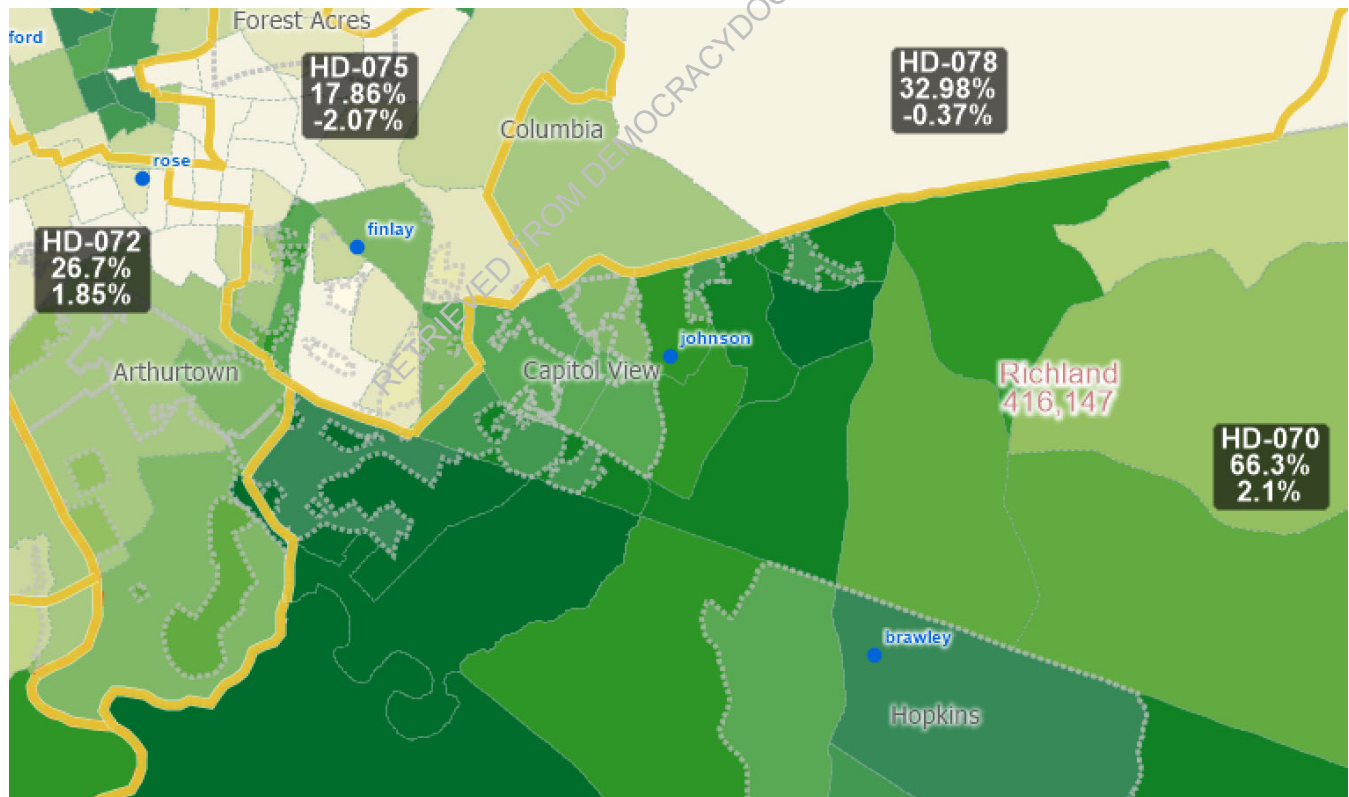 Forest Acres
ford
HD-075
17.86%
-2.07%
HD-078
32.98%
-0.37%
Columbia
rose
finlay
HD-072
26.7%
1.85%
johnson
Arthurtown
Capitol View
Richland
416,147
HD-070
66.3%
2.1%
brawley
Hopkins
RETRIEVED FROM DEMOCRACYDOC